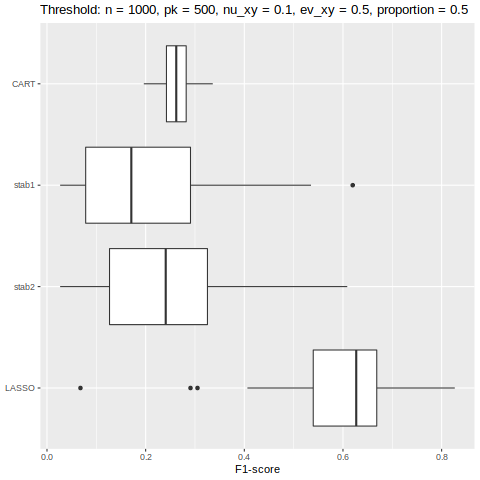 Threshold: n = 1000, pk = 500, nu_xy = 0.1, ev_xy = 0.5, proportion = 0.5
CART
stab1
stab2
LASSO
0.0 0.2 0.4 0.6 0.8
F1-score